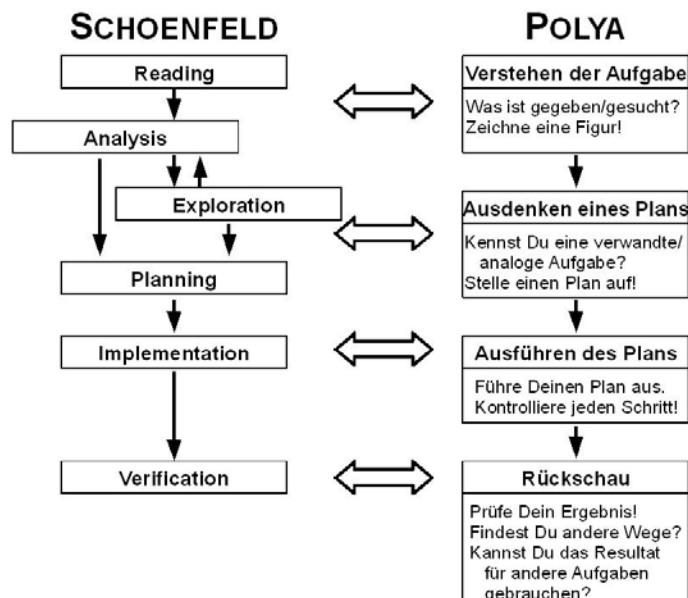 SCHOENFELD
Reading
Analysis
Exploration
Planning
Implementation
Verification
POLYA
Verstehen der Aufgabe
Was ist gegeben/gesucht?
Zeichne eine Figur!
Ausdenken eines Plans
Kennst Du eine verwandte/
analoge Aufgabe?
Stelle einen Plan auf!
Ausführen des Plans
Führe Deinen Plan aus.
Kontrolliere jeden Schritt!
Rückschau
Prüfe Dein Ergebnis!
Findest Du andere Wege?
Kannst Du das Resultat
für andere Aufgaben
gebrauchen?